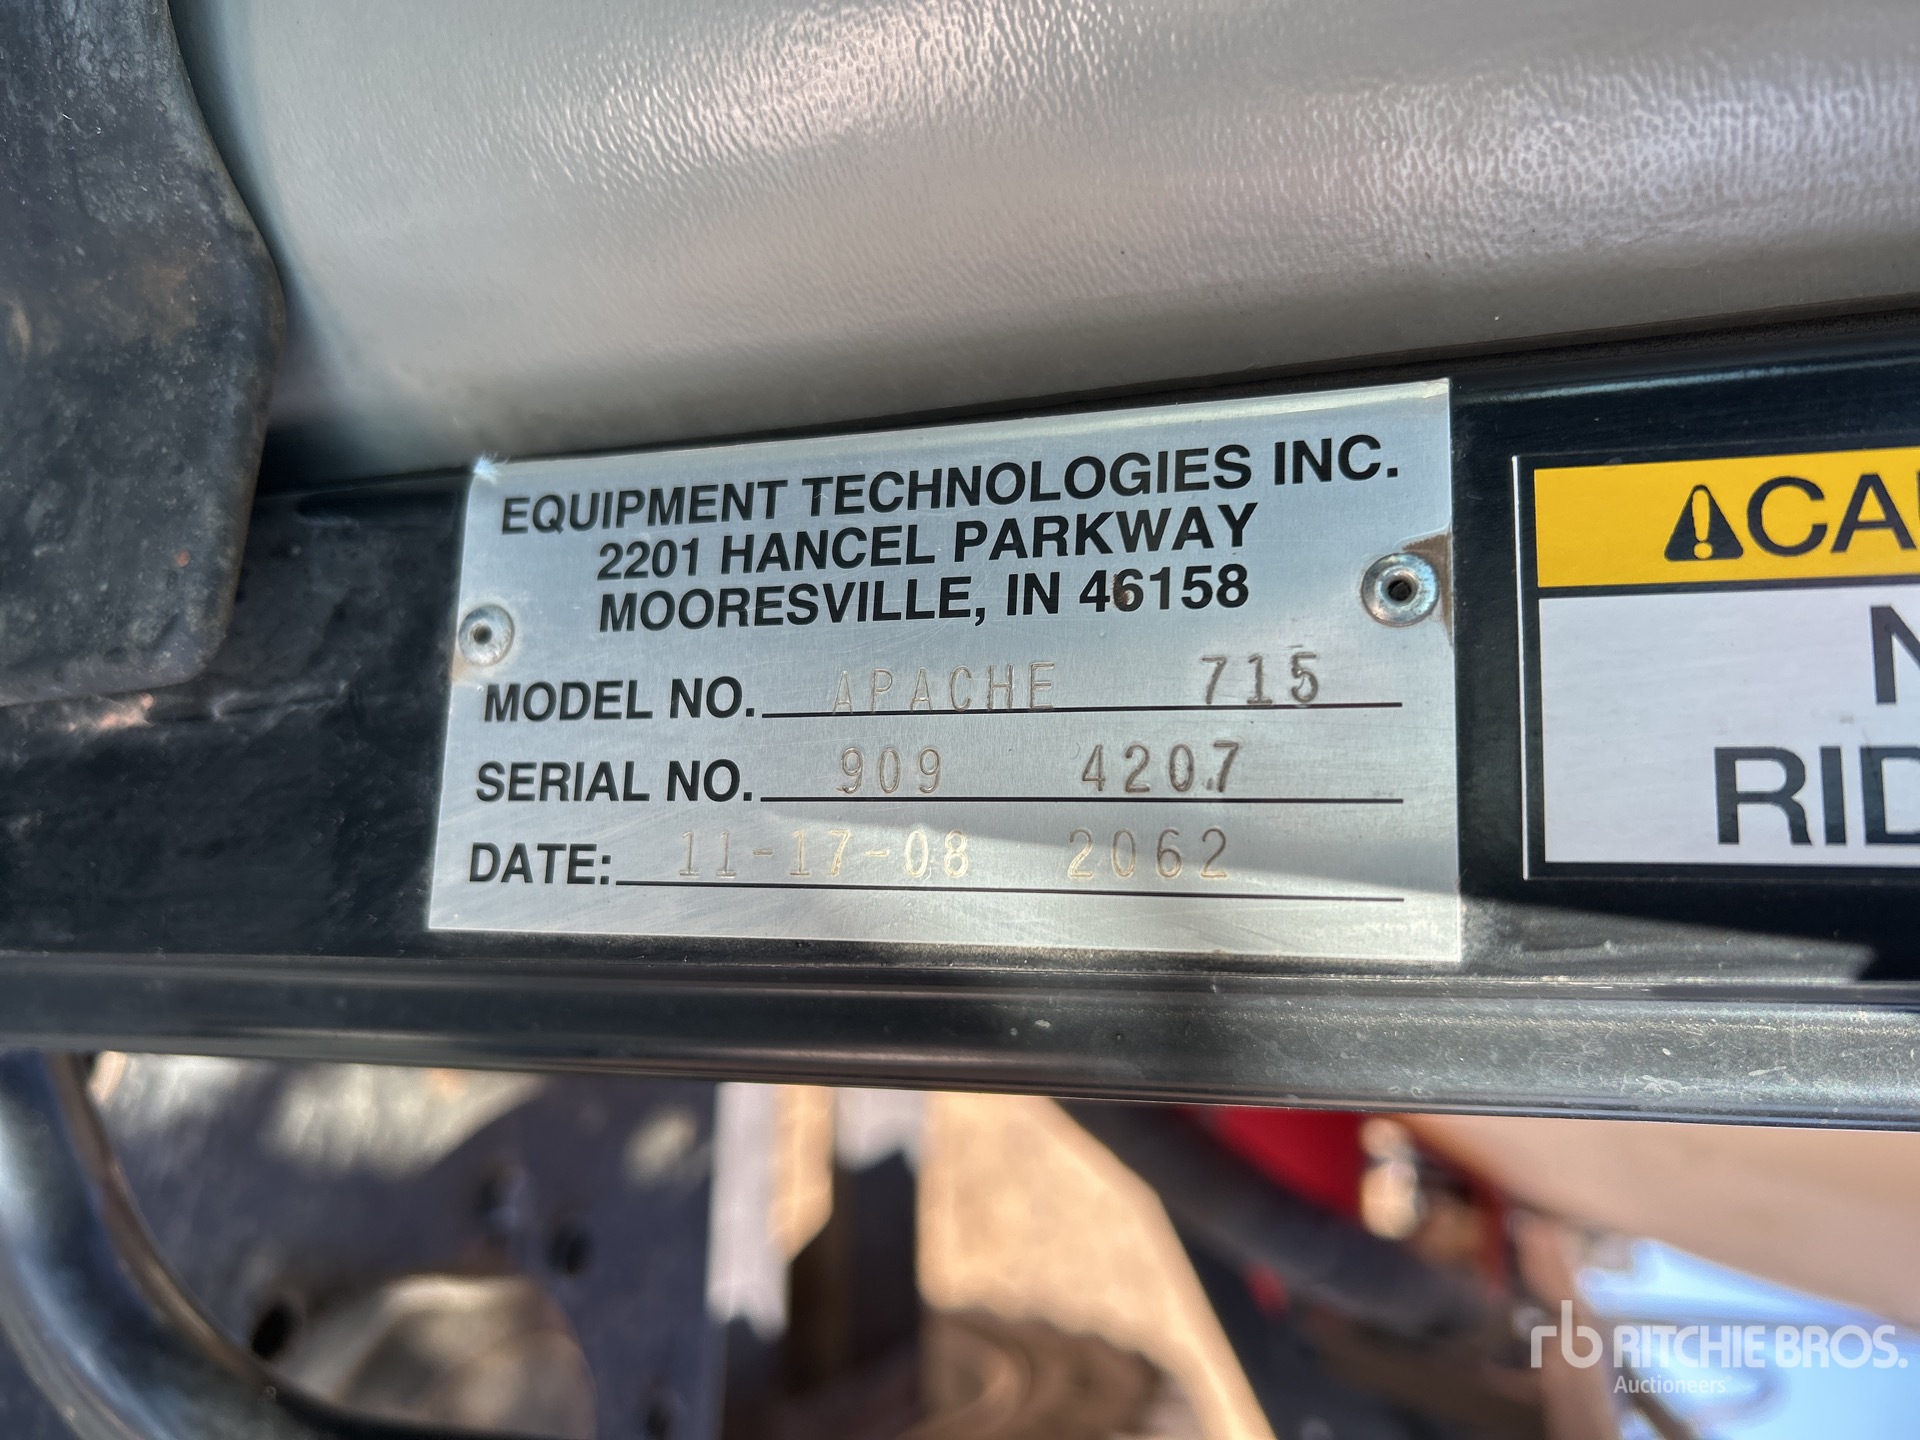 EQUIPMENT TECHNOLOGIES INC.
2201 HANCEL PARKWAY
MOORESVILLE, IN 46158
MODEL NO. APACHE 715
SERIAL NO. 909 4207
DATE: 11-17-08 2062
CA
N
RID
rb RITCHIE BROS.
Auctioneers